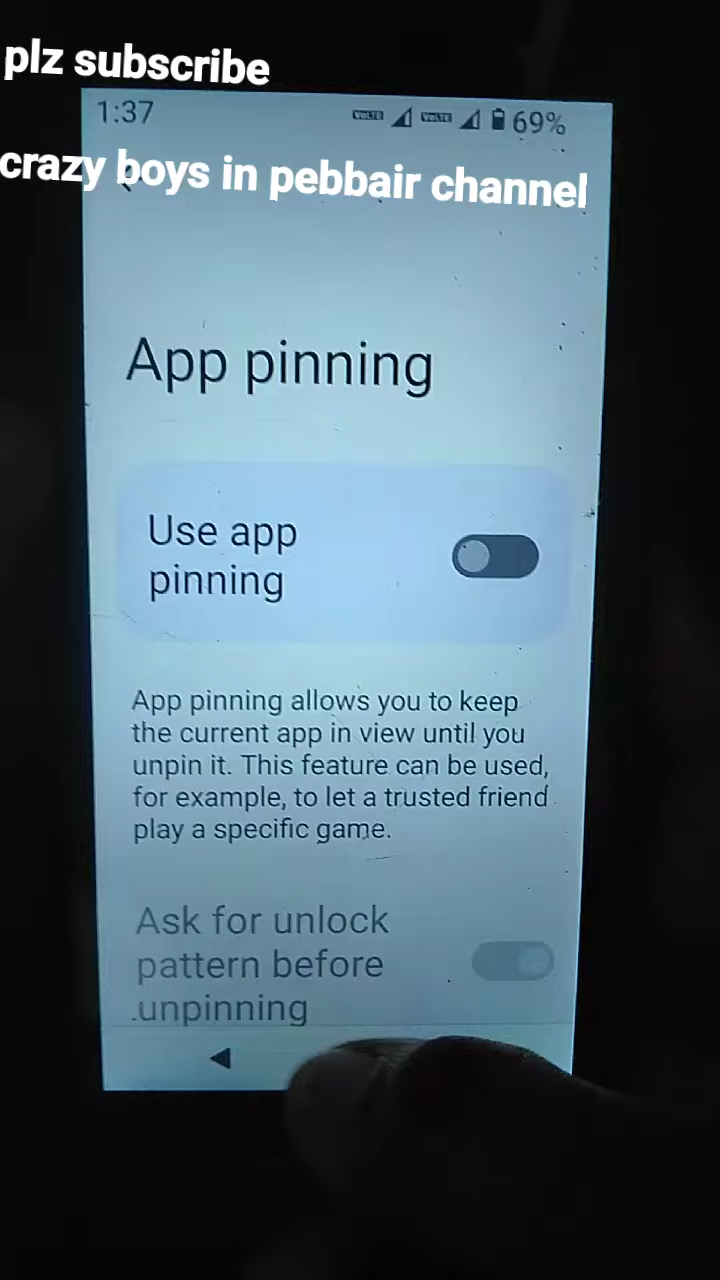 plz subscribe
1:37
VoLTE VoLTE 69%
crazy boys in pebbair channel
App pinning
Use app
pinning
App pinning allows you to keep
the current app in view until you
unpin it. This feature can be used,
for example, to let a trusted friend
play a specific game.
Ask for unlock
pattern before
unpinning